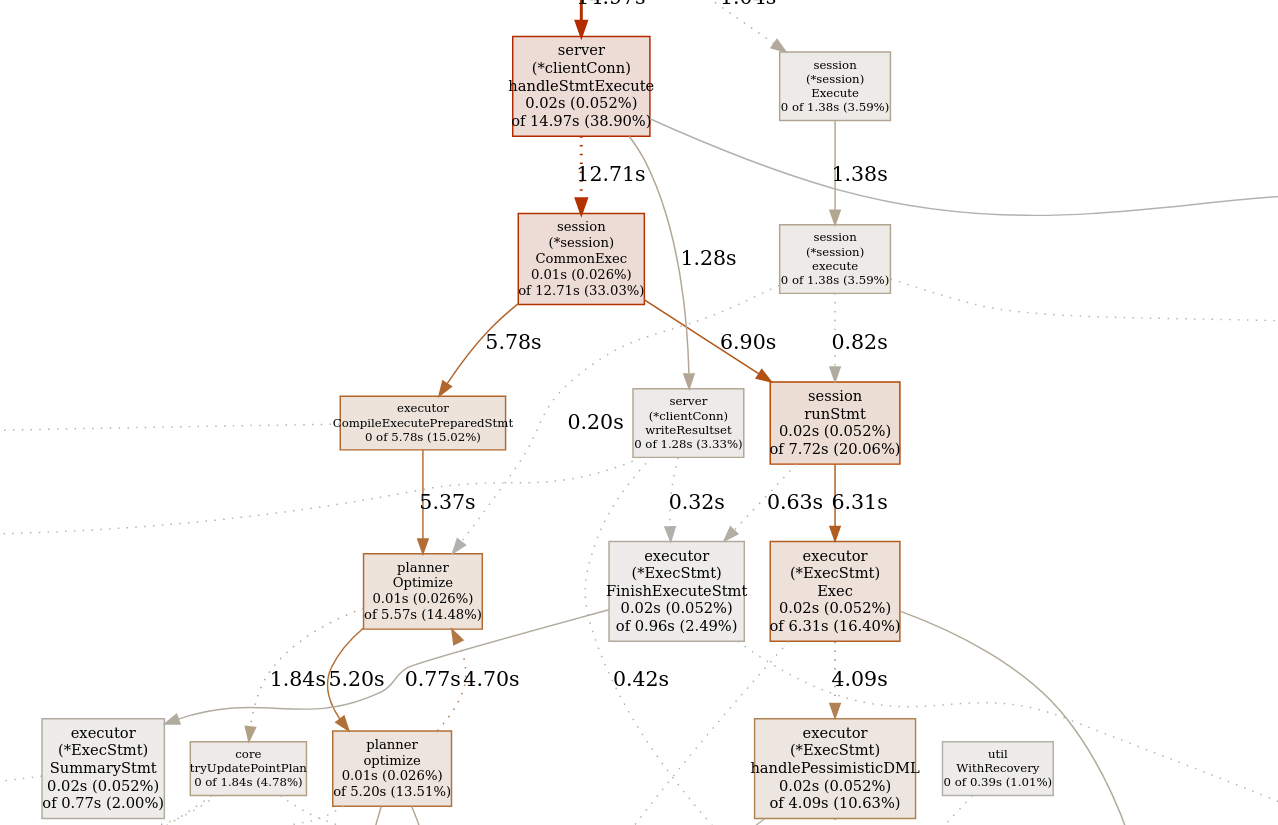 14.97s
1.04s
server
(*clientConn)
handleStmtExecute
0.02s (0.052%)
of 14.97s (38.90%)
session
(*session)
Execute
0 of 1.38s (3.59%)
12.71s
1.38s
session
(*session)
CommonExec
0.01s (0.026%)
of 12.71s (33.03%)
1.28s
session
(*session)
execute
0 of 1.38s (3.59%)
5.78s
6.90s
0.82s
executor
CompileExecutePreparedStmt
0 of 5.78s (15.02%)
0.20s
server
(*clientConn)
writeResultset
0 of 1.28s (3.33%)
session
runStmt
0.02s (0.052%)
of 7.72s (20.06%)
5.37s
0.32s
0.63s
6.31s
planner
Optimize
0.01s (0.026%)
of 5.57s (14.48%)
executor
(*ExecStmt)
FinishExecuteStmt
0.02s (0.052%)
of 0.96s (2.49%)
executor
(*ExecStmt)
Exec
0.02s (0.052%)
of 6.31s (16.40%)
1.84s
5.20s
0.77s
4.70s
0.42s
4.09s
executor
(*ExecStmt)
SummaryStmt
0.02s (0.052%)
of 0.77s (2.00%)
core
tryUpdatePointPlan
0 of 1.84s (4.78%)
planner
optimize
0.01s (0.026%)
of 5.20s (13.51%)
executor
(*ExecStmt)
handlePessimisticDML
0.02s (0.052%)
of 4.09s (10.63%)
util
WithRecovery
0 of 0.39s (1.01%)